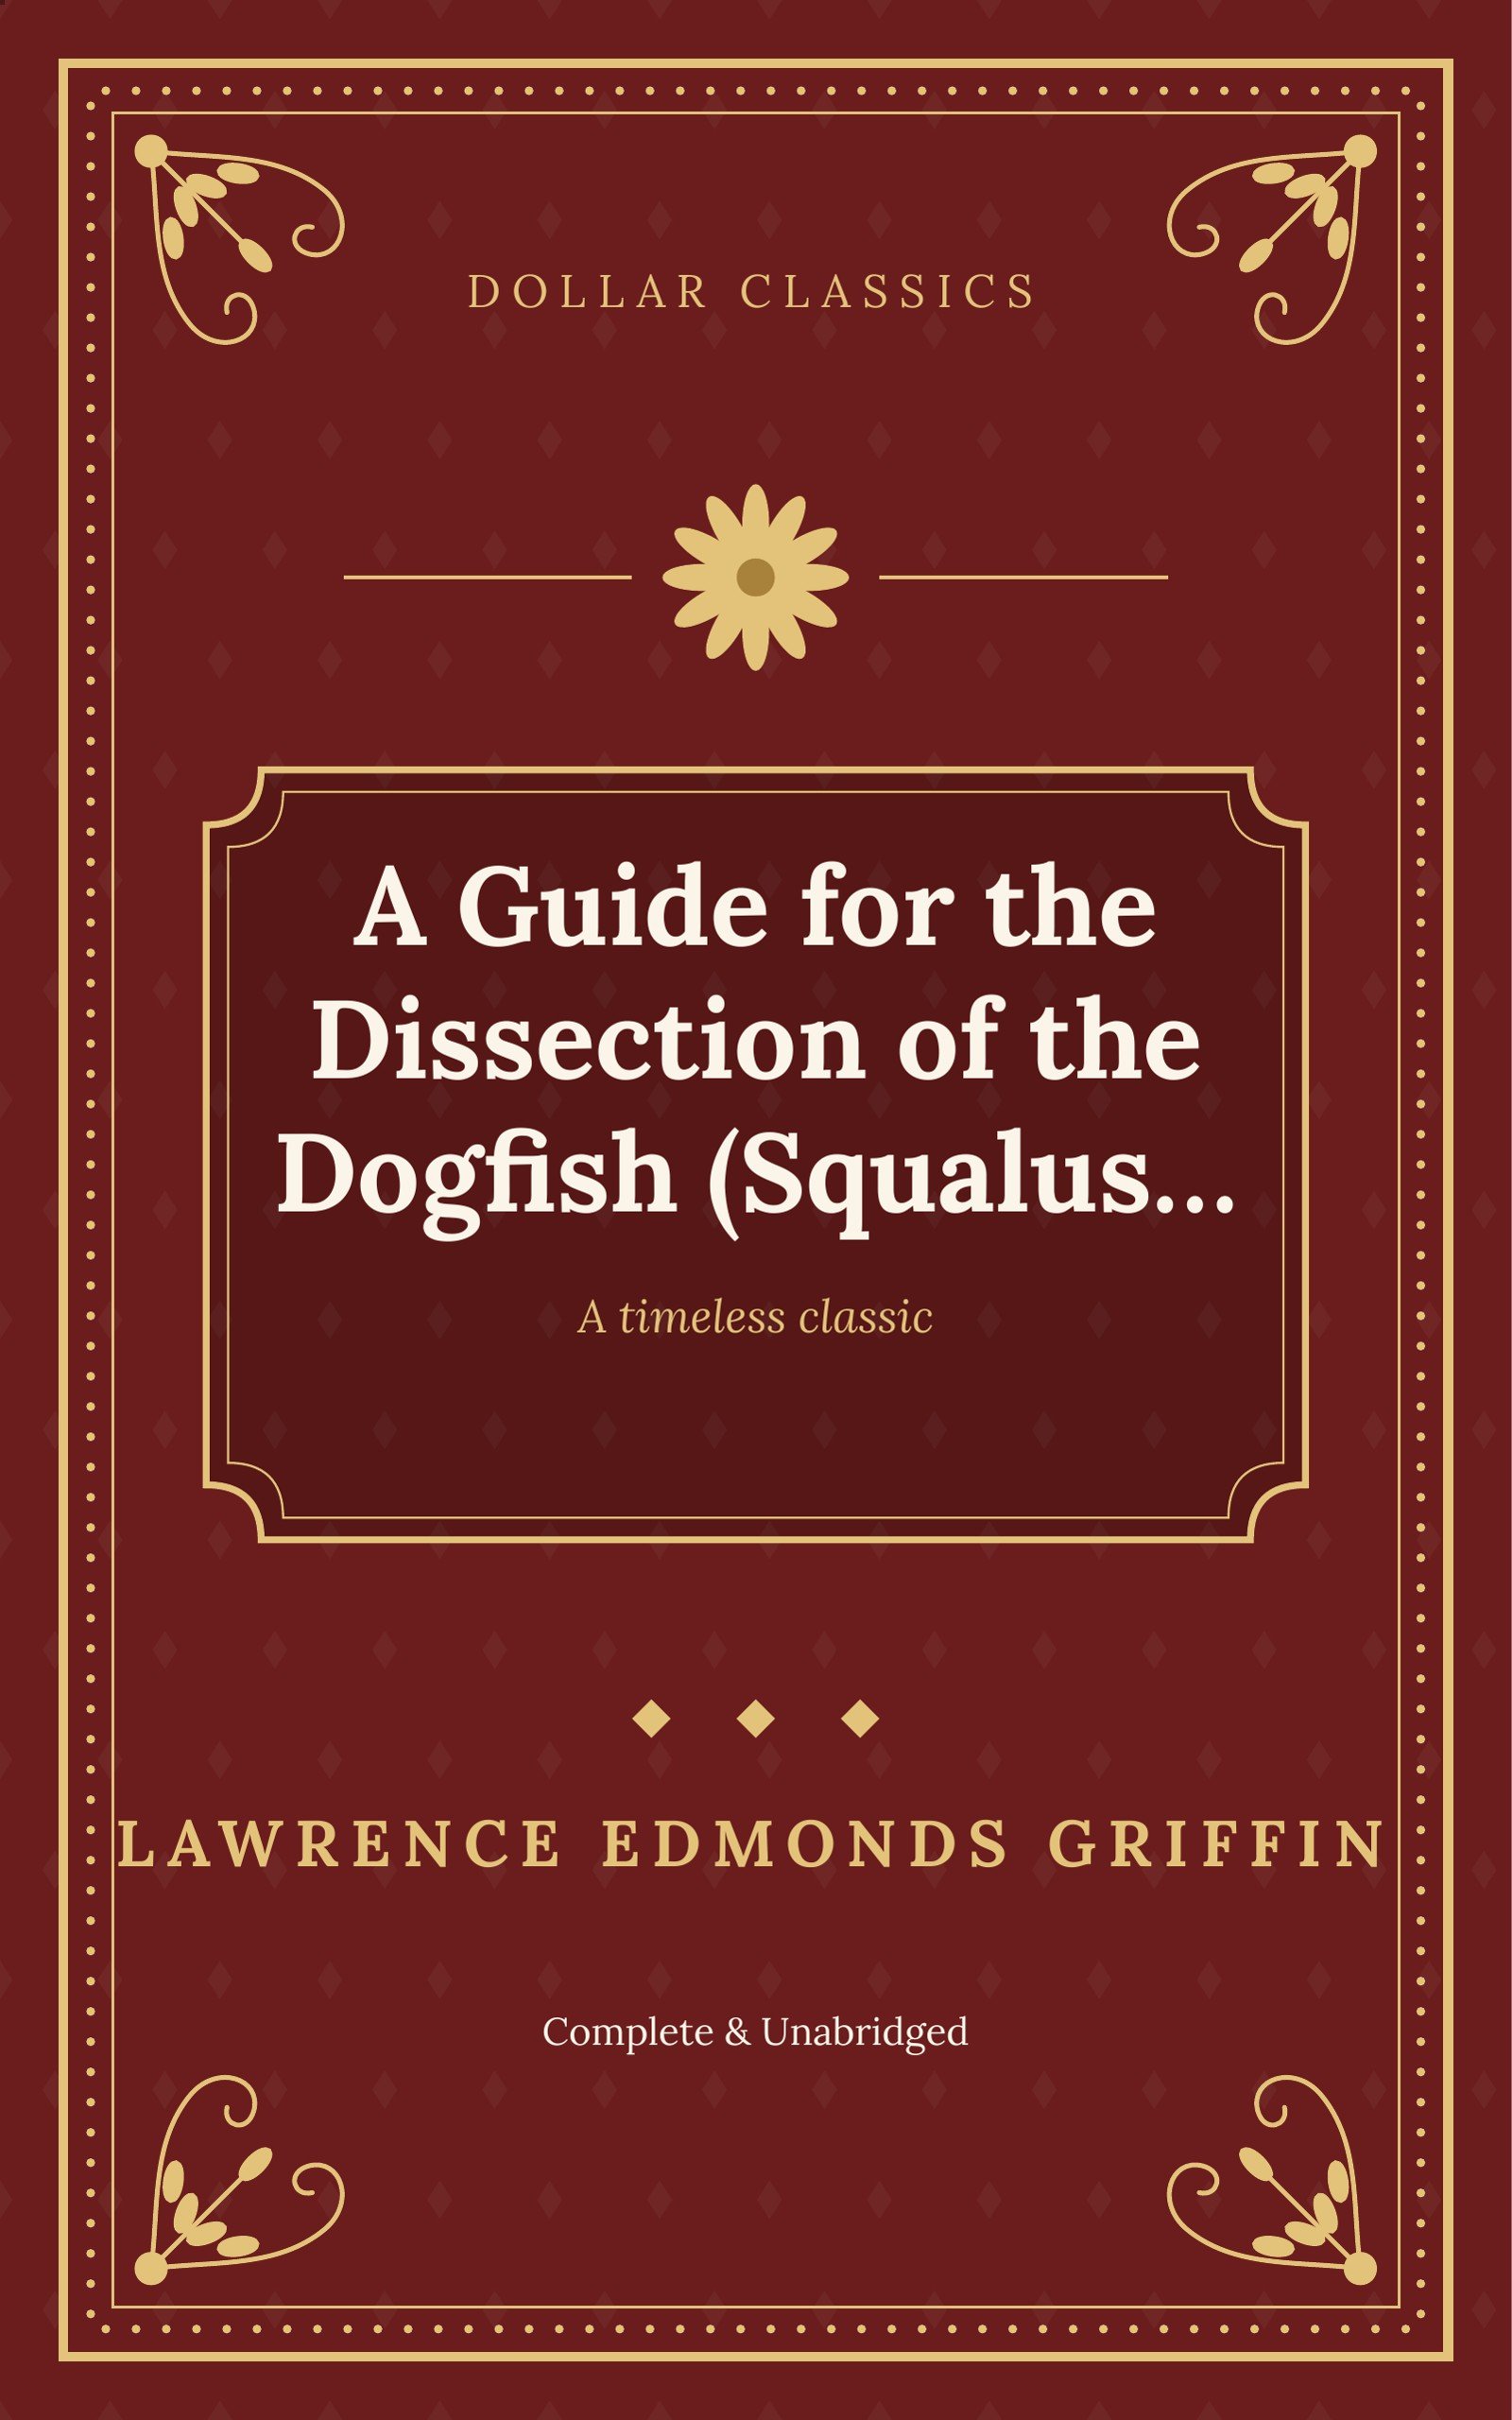 DOLLAR CLASSICS
A Guide for the
Dissection of the
Dogfish (Squalus...
A timeless classic
LAWRENCE EDMONDS GRIFFIN
Complete & Unabridged